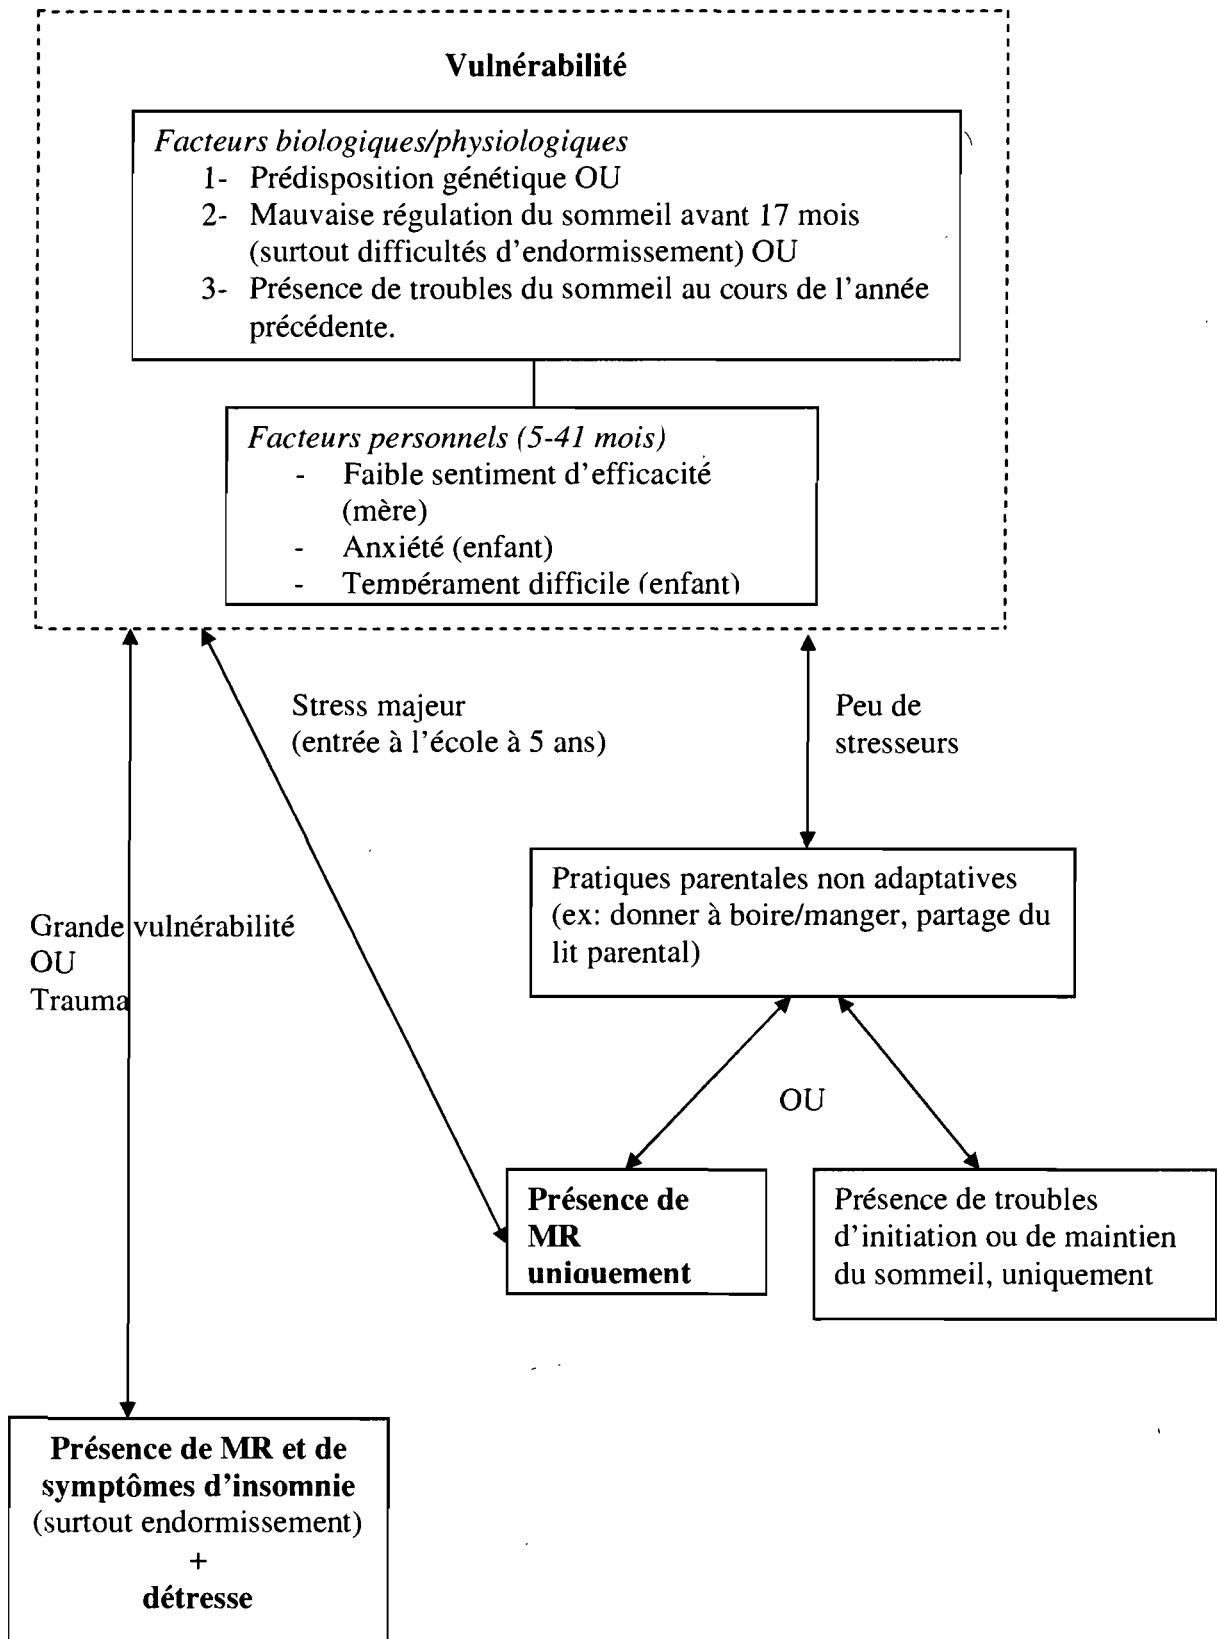 Vulnérabilité
Facteurs biologiques/physiologiques
1- Prédisposition génétique OU
2- Mauvaise régulation du sommeil avant 17 mois
(surtout difficultés d'endormissement) OU
3- Présence de troubles du sommeil au cours de l'année
précédente.
Facteurs personnels (5-41 mois)
- Faible sentiment d'efficacité
(mère)
- Anxiété (enfant)
- Tempérament difficile (enfant)
Stress majeur
(entrée à l'école à 5 ans)
Peu de
stresseurs
Pratiques parentales non adaptatives
(ex: donner à boire/manger, partage du
lit parental)
Grande vulnérabilité
OU
Trauma
OU
Présence de
MR
uniquement
Présence de troubles
d'initiation ou de maintien
du sommeil, uniquement
Présence de MR et de
symptômes d'insomnie
(surtout endormissement)
+
détresse